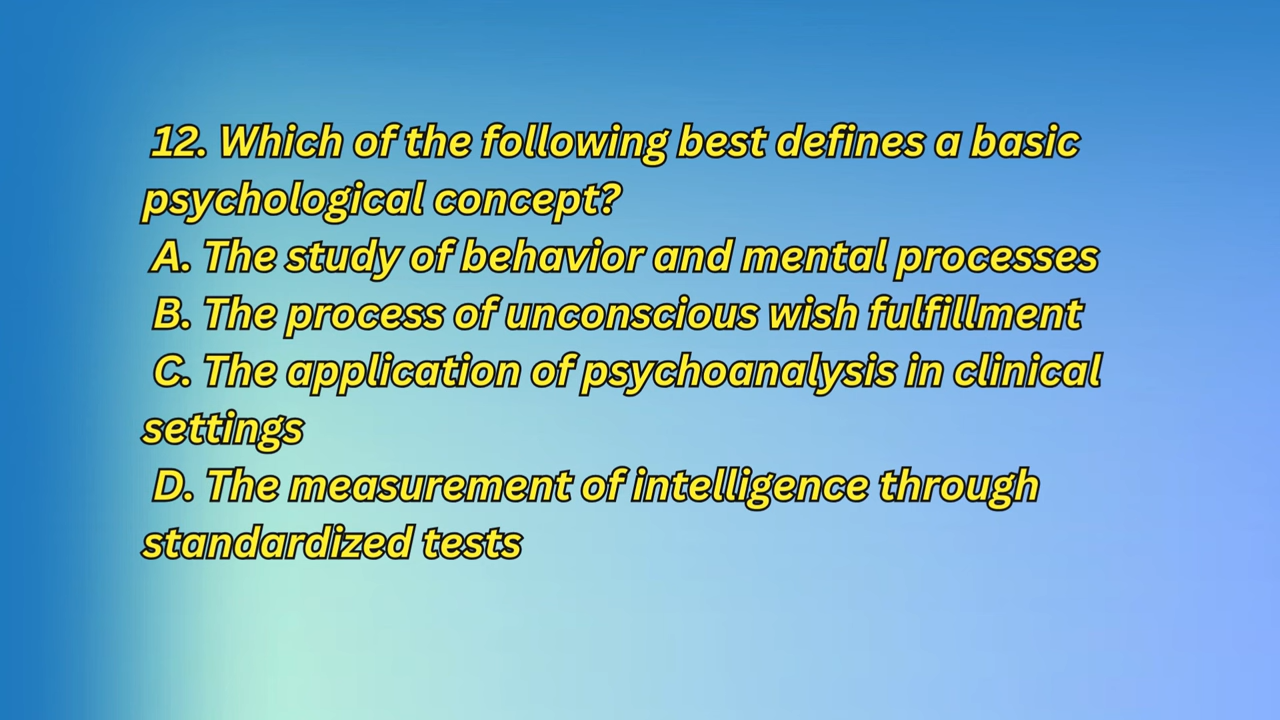 12. Which of the following best defines a basic
psychological concept?
A. The study of behavior and mental processes
B. The process of unconscious wish fulfillment
C. The application of psychoanalysis in clinical
settings
D. The measurement of intelligence through
standardized tests